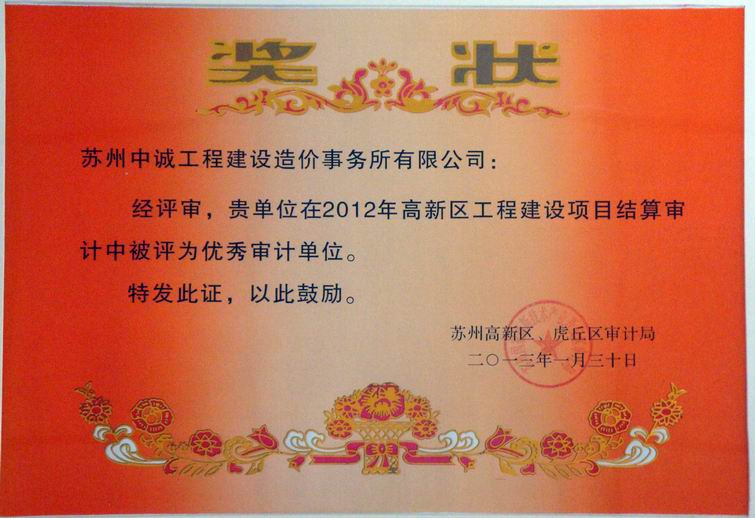 奖状
苏州中诚工程建设造价事务所有限公司：
经评审，贵单位在2012年高新区工程建设项目结算审
计中被评为优秀审计单位。
特发此证，以此鼓励。
苏州高新区、虎丘区审计局
二〇一三年一月三十日